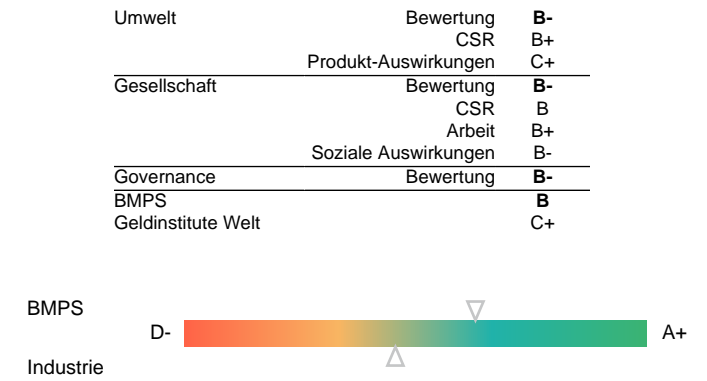 Umwelt Bewertung B-
CSR B+
Produkt-Auswirkungen C+
Gesellschaft Bewertung B-
CSR B
Arbeit B+
Soziale Auswirkungen B-
Governance Bewertung B-
BMPS B
Geldinstitute Welt C+
BMPS
D- A+
Industrie